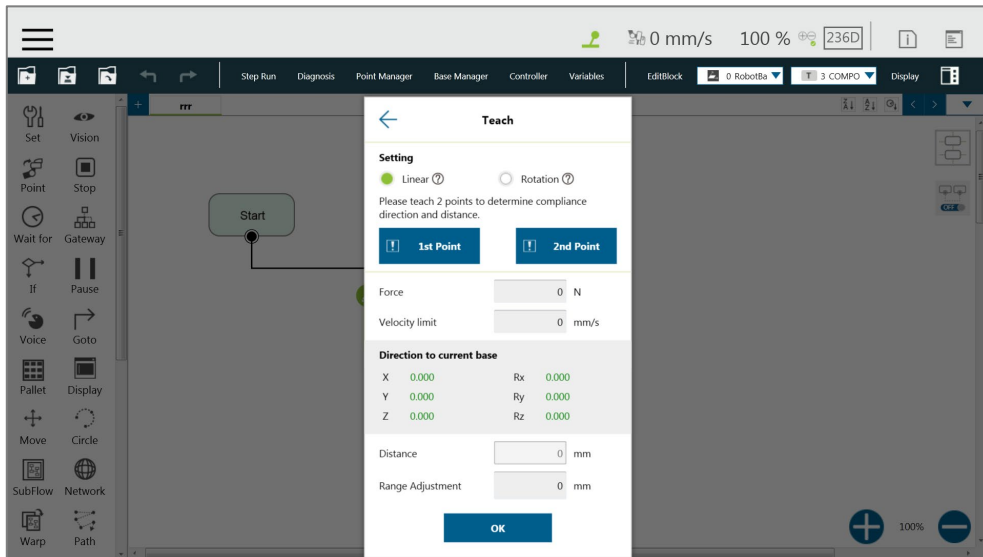 0 mm/s 100 % 236D
Step Run Diagnosis Point Manager Base Manager Controller Variables EditBlock 0 RobotBa T 3 COMPO Display
+ rrr
Set Vision
Point Stop
Wait for Gateway
If Pause
Voice Goto
Pallet Display
Move Circle
SubFlow Network
Warp Path
Start
OFF
100%
Teach
Setting
Linear ? Rotation ?
Please teach 2 points to determine compliance
direction and distance.
! 1st Point ! 2nd Point
Force 0 N
Velocity limit 0 mm/s
Direction to current base
X 0.000 Rx 0.000
Y 0.000 Ry 0.000
Z 0.000 Rz 0.000
Distance 0 mm
Range Adjustment 0 mm
OK